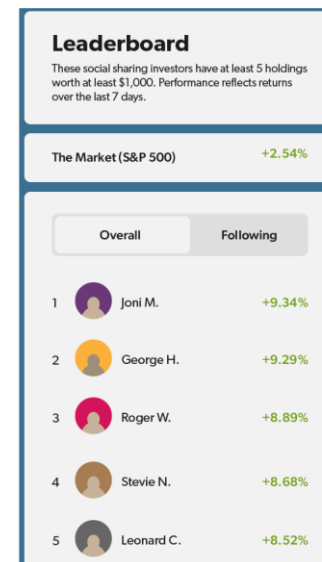 Leaderboard
These social sharing investors have at least 5 holdings
worth at least $1,000. Performance reflects returns
over the last 7 days.
The Market (S&P 500) +2.54%
Overall Following
1 Joni M. +9.34%
2 George H. +9.29%
3 Roger W. +8.89%
4 Stevie N. +8.68%
5 Leonard C. +8.52%